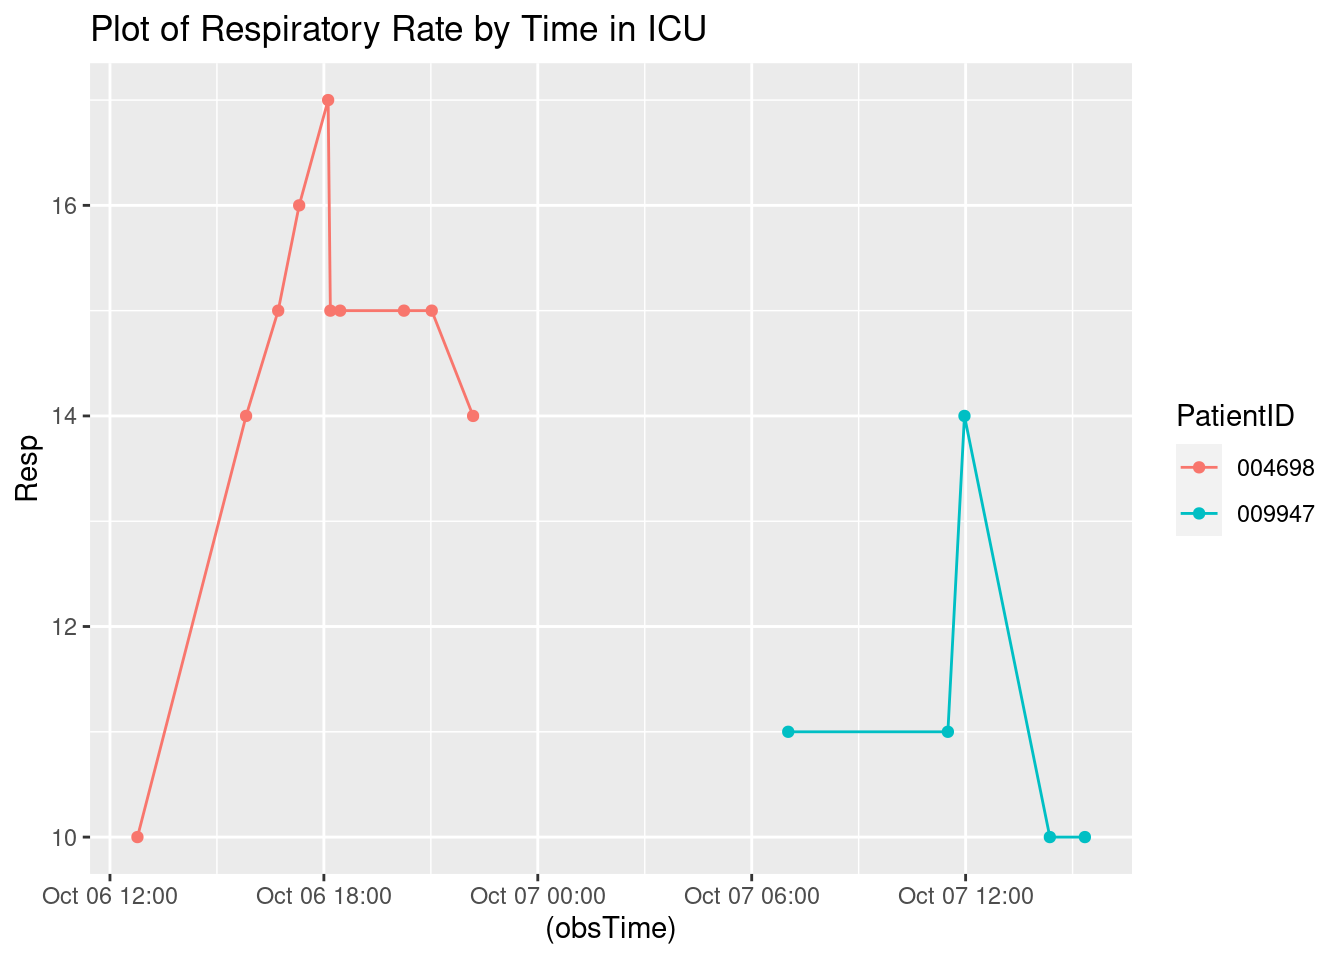 Plot of Respiratory Rate by Time in ICU
Resp
16
14
12
10
Oct 06 12:00
Oct 06 18:00
Oct 07 00:00
Oct 07 06:00
Oct 07 12:00
(obsTime)
PatientID
004698
009947